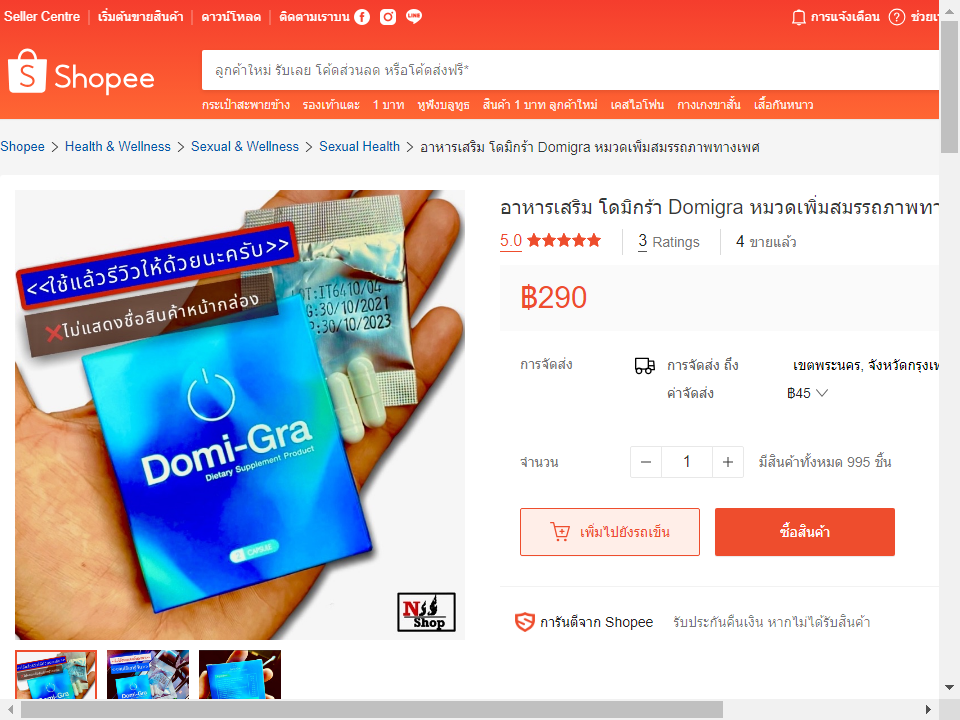 Seller Centre
เริ่มต้นขายสินค้า
ดาวน์โหลด
ติดตามเราบน
การแจ้งเตือน
Shopee
ลูกค้าใหม่ รับเลย โค้ดส่วนลด หรือโค้ดส่งฟรี*
กระเป๋าสะพายข้าง รองเท้าแตะ 1 บาท หูฟังบลูทูธ สินค้า 1 บาท ลูกค้าใหม่ เคสไอโฟน กางเกงขาสั้น เสื้อกันหนาว
Shopee > Health & Wellness > Sexual & Wellness > Sexual Health > อาหารเสริม โดมิกร้า Domigra หมวดเพิ่มสมรรถภาพทางเพศ
<<ใช้แล้วรีวิวให้ด้วยนะครับ>>
❌ไม่แสดงชื่อสินค้าหน้ากล่อง
OT:IT6410/04
G:30/10/2021
P:30/10/2023
Domi-Gra
Dietary Supplement Product
2 CAPSULE
Nรีรี Shop
อาหารเสริม โดมิกร้า Domigra หมวดเพิ่มสมรรถภาพทา
5.0
3 Ratings
4 ขายแล้ว
฿290
การจัดส่ง
การจัดส่ง ถึง
เขตพระนคร, จังหวัดกรุงเท
ค่าจัดส่ง
฿45
จำนวน
1
มีสินค้าทั้งหมด 995 ชิ้น
เพิ่มไปยังรถเข็น
ซื้อสินค้า
การันตีจาก Shopee
รับประกันคืนเงิน หากไม่ได้รับสินค้า